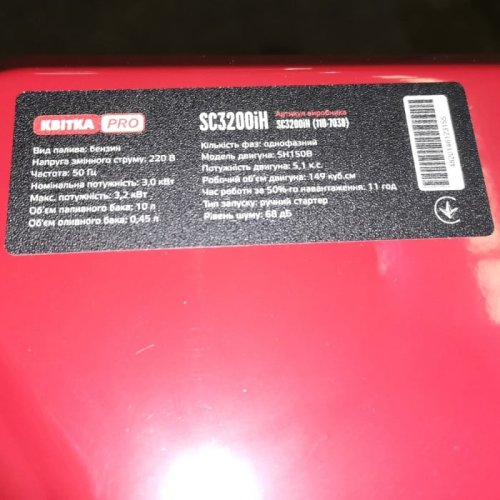 КВІТКА PRO
Вид палива: бензин
Напруга змінного струму: 220 В
Частота: 50 Гц
Номінальна потужність: 3,0 кВт
Макс. потужність: 3,2 кВт
Об'єм паливного бака: 10 л
Об'єм оливного бака: 0,45 л
SC3200iH Артикул виробника
SC3200iH (110-7038)
Кількість фаз: однофазний
Модель двигуна: SH150B
Потужність двигуна: 5,1 к.с.
Робочий об'єм двигуна: 149 куб.см
Час роботи за 50%-го навантаження: 11 год
Тип запуску: ручний стартер
Рівень шуму: 68 дБ